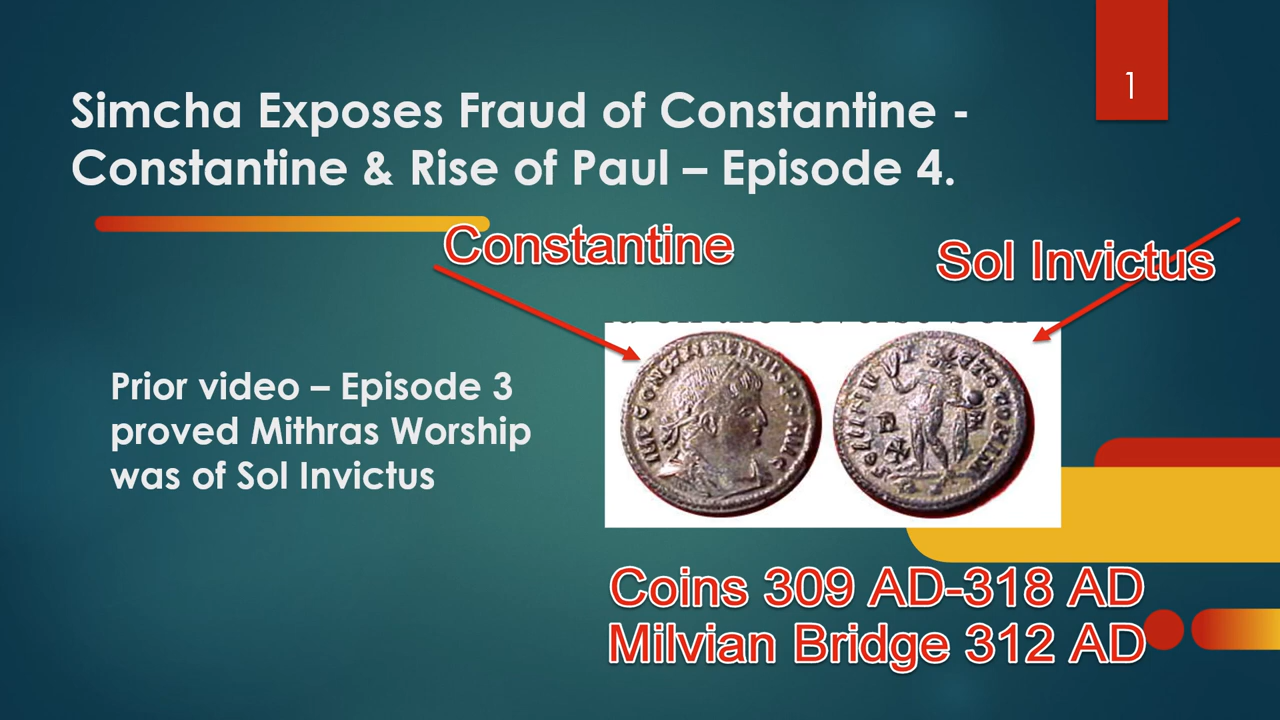 1
Simcha Exposes Fraud of Constantine -
Constantine & Rise of Paul – Episode 4.
Constantine
Sol Invictus
Prior video – Episode 3
proved Mithras Worship
was of Sol Invictus
Coins 309 AD-318 AD
Milvian Bridge 312 AD